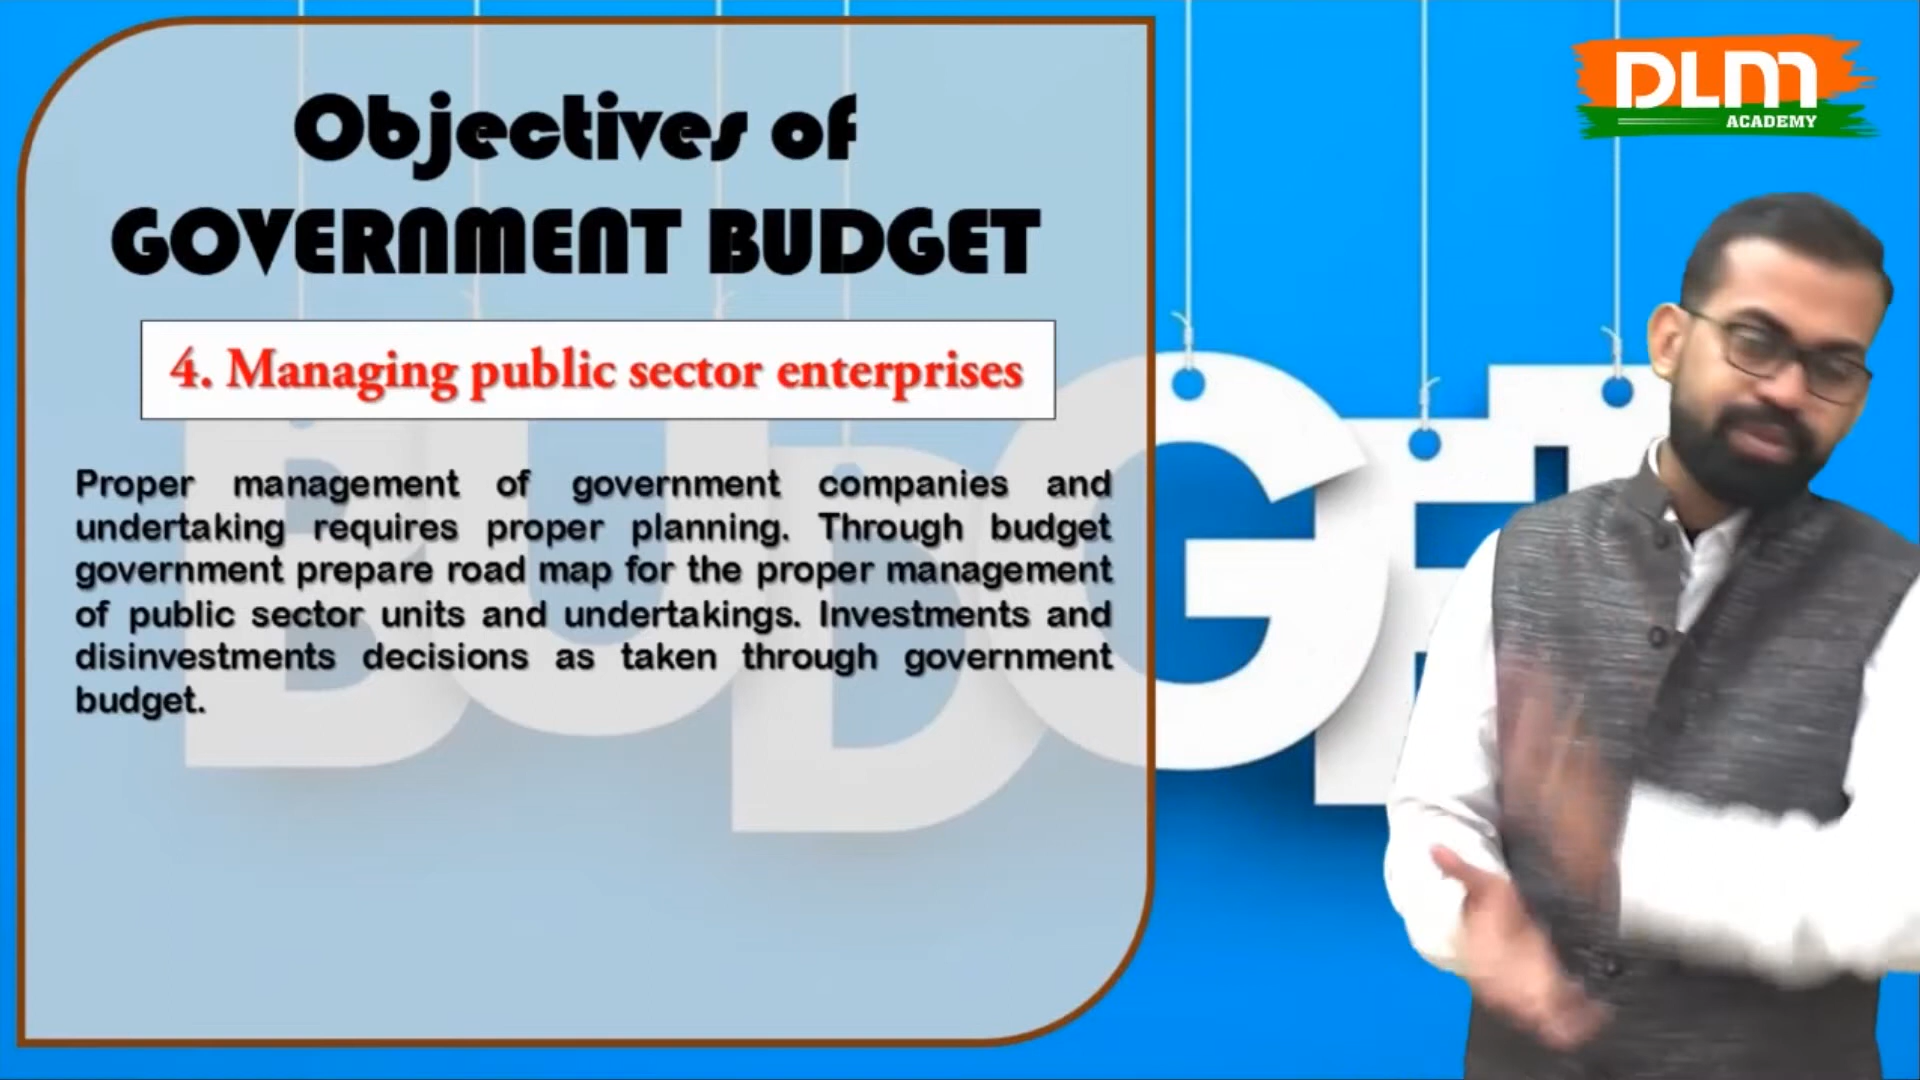 Objectives of
GOVERNMENT BUDGET
4. Managing public sector enterprises
Proper management of government companies and
undertaking requires proper planning. Through budget
government prepare road map for the proper management
of public sector units and undertakings. Investments and
disinvestments decisions as taken through government
budget.
DLM
ACADEMY
BUDGET